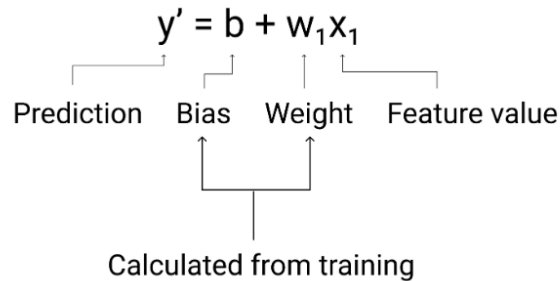 y’ = b + w₁x₁
Prediction Bias Weight Feature value
Calculated from training